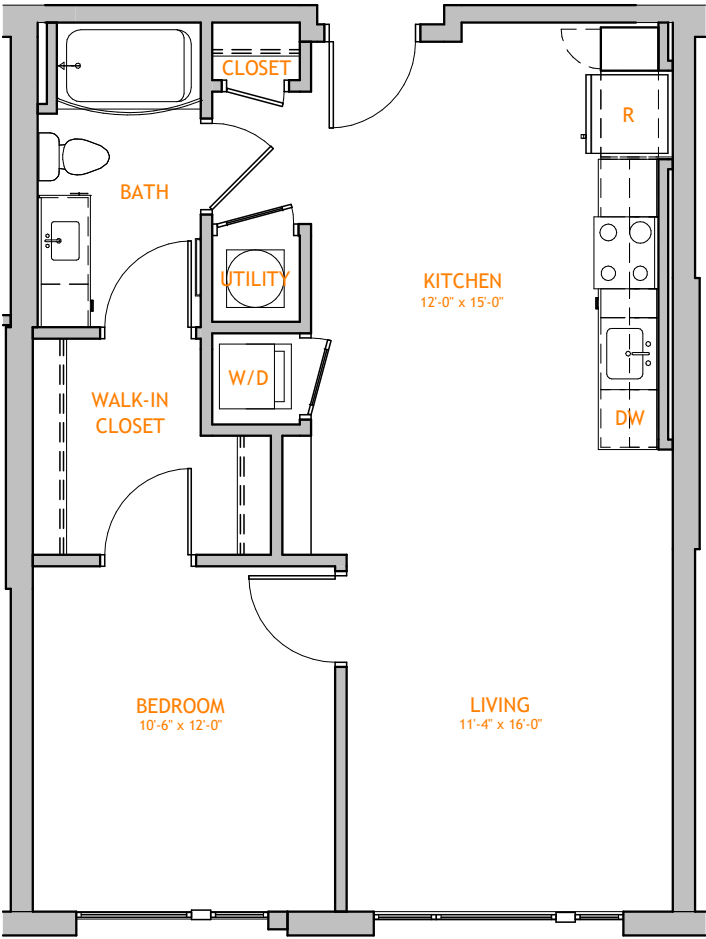 CLOSET
R
BATH
UTILITY
KITCHEN
12'-0" x 15'-0"
W/D
WALK-IN
CLOSET
DW
BEDROOM
10'-6" x 12'-0"
LIVING
11'-4" x 16'-0"